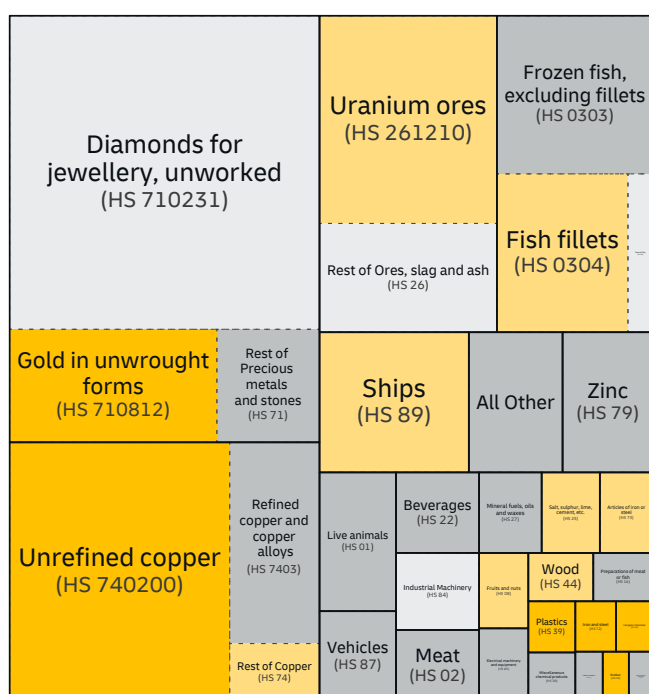 Diamonds for
jewellery, unworked
(HS 710231)
Gold in unwrought
forms
(HS 710812)
Rest of
Precious
metals
and stones
(HS 71)
Unrefined copper
(HS 740200)
Refined
copper and
copper
alloys
(HS 7403)
Rest of Copper
(HS 74)
Uranium ores
(HS 261210)
Rest of Ores, slag and ash
(HS 26)
Frozen fish,
excluding fillets
(HS 0303)
Fish fillets
(HS 0304)
Ships
(HS 89)
All Other
Zinc
(HS 79)
Live animals
(HS 01)
Vehicles
(HS 87)
Beverages
(HS 22)
Industrial Machinery
(HS 84)
Meat
(HS 02)
Mineral fuels, oils
and waxes
(HS 27)
Salt, sulphur, lime,
cement, etc.
(HS 25)
Articles of iron or
steel
(HS 73)
Fruits and nuts
(HS 08)
Wood
(HS 44)
Preparations of meat
or fish
(HS 16)
Plastics
(HS 39)
Iron and steel
(HS 72)
Electrical machinery
and equipment
(HS 85)
Miscellaneous
chemical products
(HS 38)